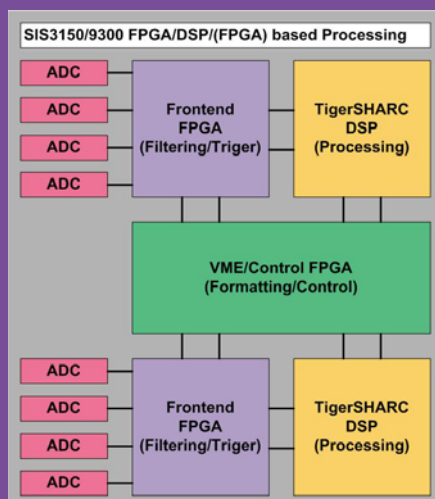 SIS3150/9300 FPGA/DSP/(FPGA) based Processing
ADC
ADC
ADC
ADC
Frontend
FPGA
(Filtering/Triger)
TigerSHARC
DSP
(Processing)
VME/Control FPGA
(Formatting/Control)
ADC
ADC
ADC
ADC
Frontend
FPGA
(Filtering/Triger)
TigerSHARC
DSP
(Processing)